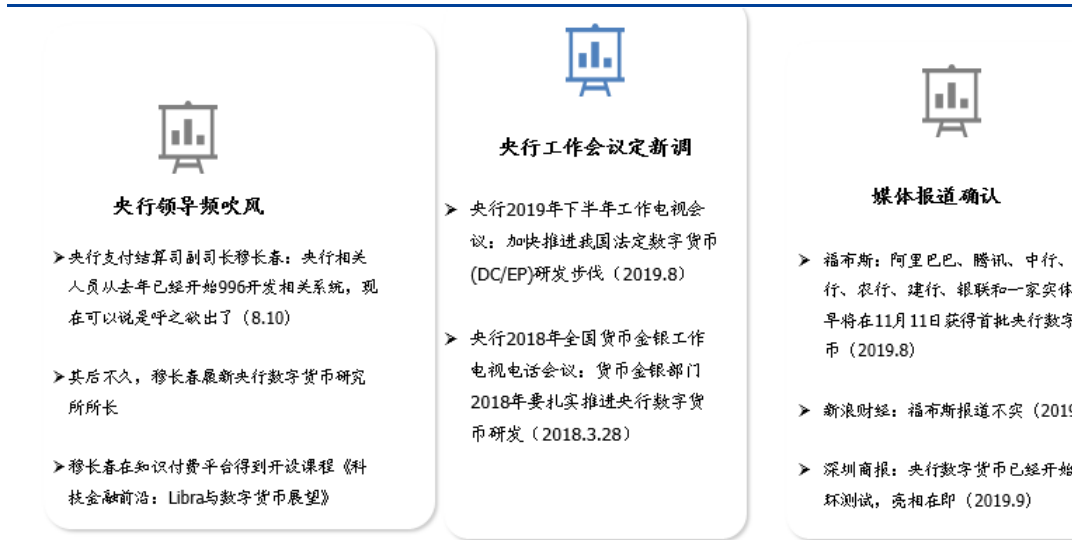 央行领导频吹风
➤央行支付结算司副司长穆长春：央行相关
人员从去年已经开始996开发相关系统，现
在可以说是呼之欲出了（8.10）
➤其后不久，穆长春履新央行数字货币研究
所所长
➤穆长春在知识付费平台得到开设课程《科
技金融前沿：Libra与数字货币展望》
央行工作会议定新调
➤ 央行2019年下半年工作电视会
议：加快推进我国法定数字货币
(DC/EP)研发步伐（2019.8）
➤ 央行2018年全国货币金银工作
电视电话会议：货币金银部门
2018年要扎实推进央行数字货
币研发（2018.3.28）
媒体报道确认
➤ 福布斯：阿里巴巴、腾讯、中行、
行、农行、建行、银联和一家实体
早将在11月11日获得首批央行数字
币（2019.8）
➤ 新浪财经：福布斯报道不实（2019
➤ 深圳商报：央行数字货币已经开始
环测试，亮相在即（2019.9）